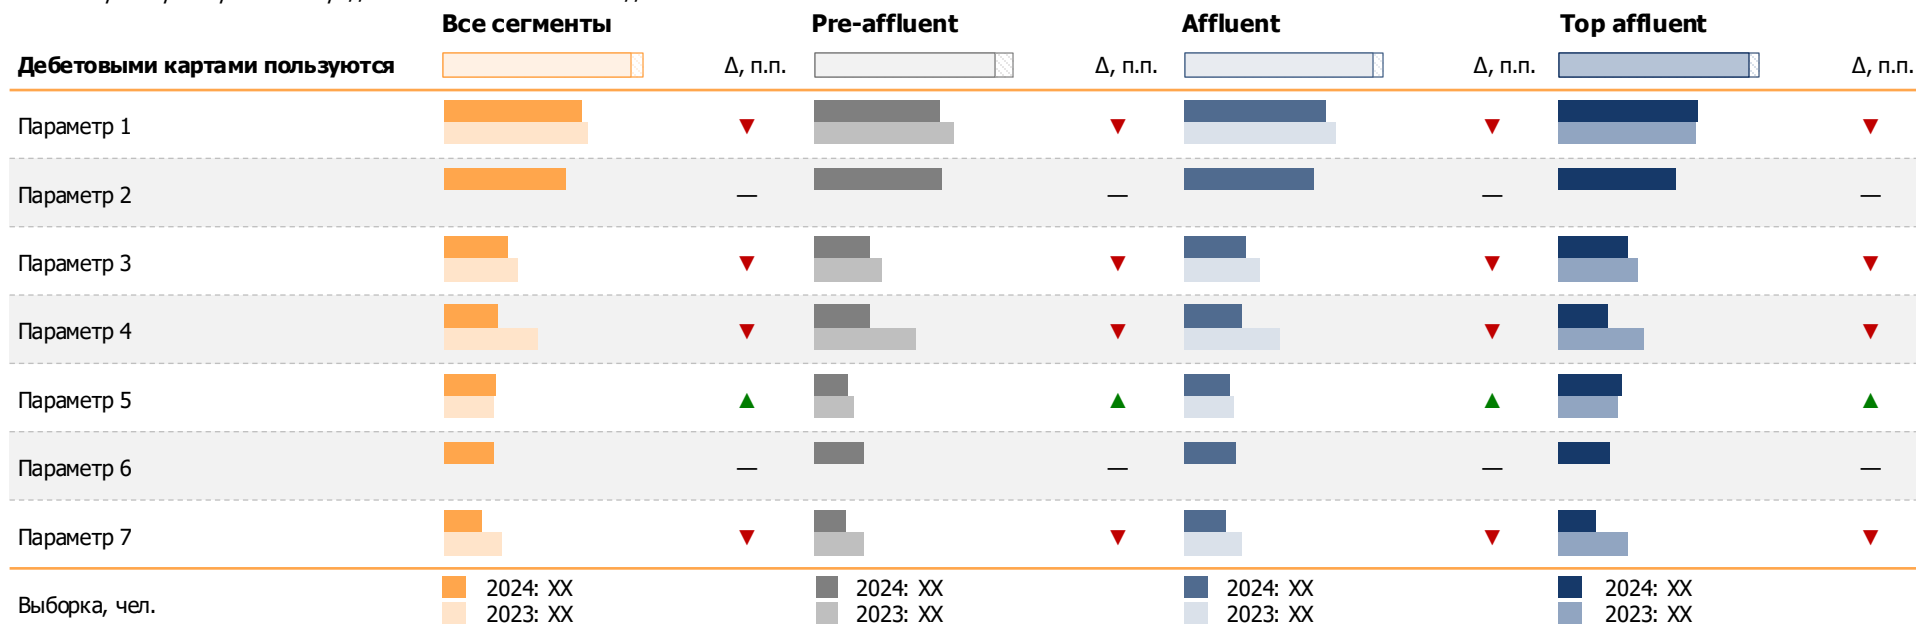 Все сегменты Pre-affluent Affluent Top affluent
Дебетовыми картами пользуются Δ, п.п. Δ, п.п. Δ, п.п. Δ, п.п.
Параметр 1 ▼ ▼ ▼ ▼
Параметр 2 — — — —
Параметр 3 ▼ ▼ ▼ ▼
Параметр 4 ▼ ▼ ▼ ▼
Параметр 5 ▲ ▲ ▲ ▲
Параметр 6 — — — —
Параметр 7 ▼ ▼ ▼ ▼
Выборка, чел.
2024: XX 2024: XX 2024: XX 2024: XX
2023: XX 2023: XX 2023: XX 2023: XX